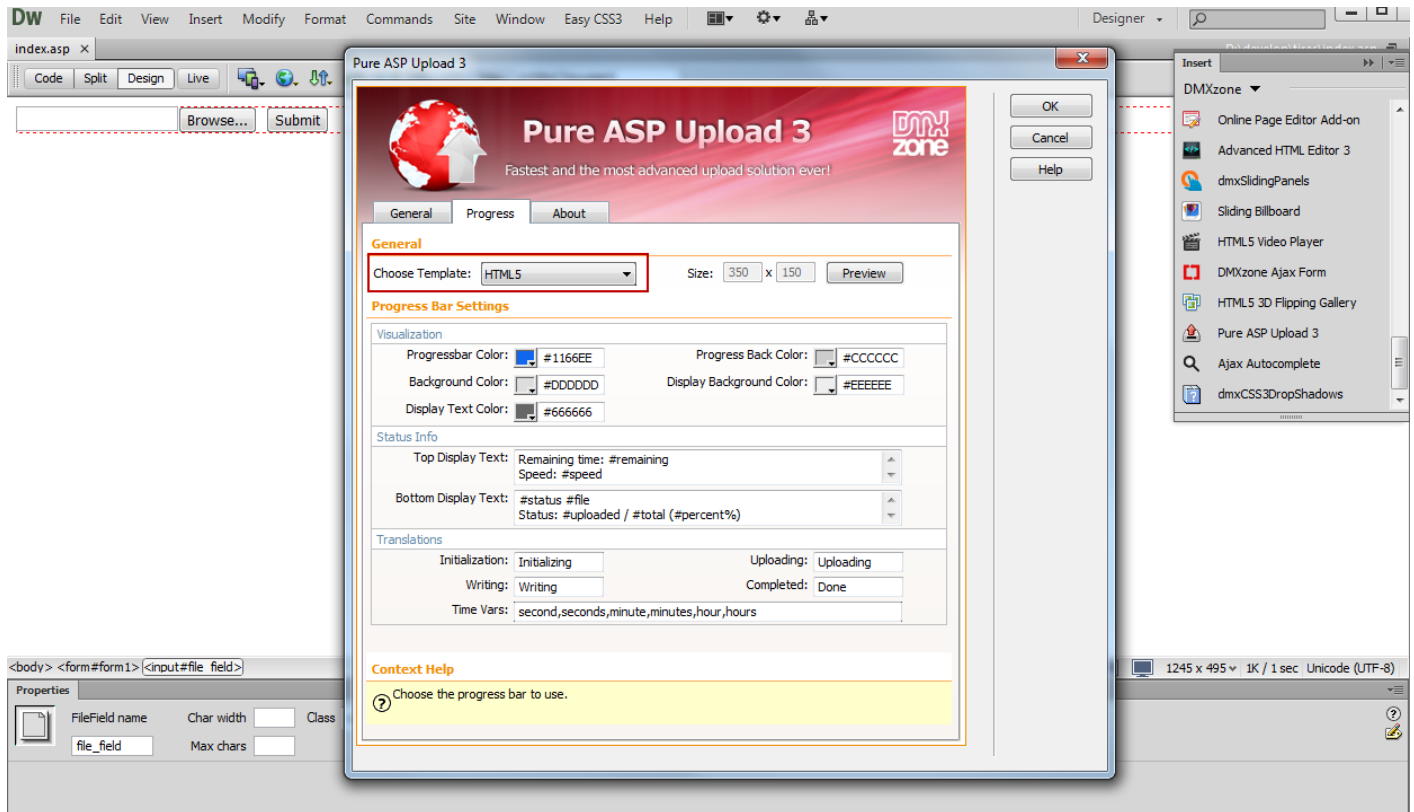 DW File Edit View Insert Modify Format Commands Site Window Easy CSS3 Help Designer
index.asp ×
Code Split Design Live
Browse... Submit
Pure ASP Upload 3
Pure ASP Upload 3
DMX zone
Fastest and the most advanced upload solution ever!
General Progress About
General
Choose Template: HTML5 Size: 350 x 150 Preview
Progress Bar Settings
Visualization
Progressbar Color: #1166EE Progress Back Color: #CCCCCC
Background Color: #DDDDDD Display Background Color: #EEEEEE
Display Text Color: #666666
Status Info
Top Display Text: Remaining time: #remaining
Speed: #speed
Bottom Display Text: #status #file
Status: #uploaded / #total (#percent%)
Translations
Initialization: Initializing Uploading: Uploading
Writing: Writing Completed: Done
Time Vars: second,seconds,minute,minutes,hour,hours
Context Help
Choose the progress bar to use.
OK
Cancel
Help
Insert
DMXzone
Online Page Editor Add-on
Advanced HTML Editor 3
dmxSlidingPanels
Sliding Billboard
HTML5 Video Player
DMXzone Ajax Form
HTML5 3D Flipping Gallery
Pure ASP Upload 3
Ajax Autocomplete
dmxCSS3DropShadows
<body> <form#form1> <input#file_field> 1245 x 495 1K / 1 sec Unicode (UTF-8)
Properties
FileField name Char width Class
file_field Max chars